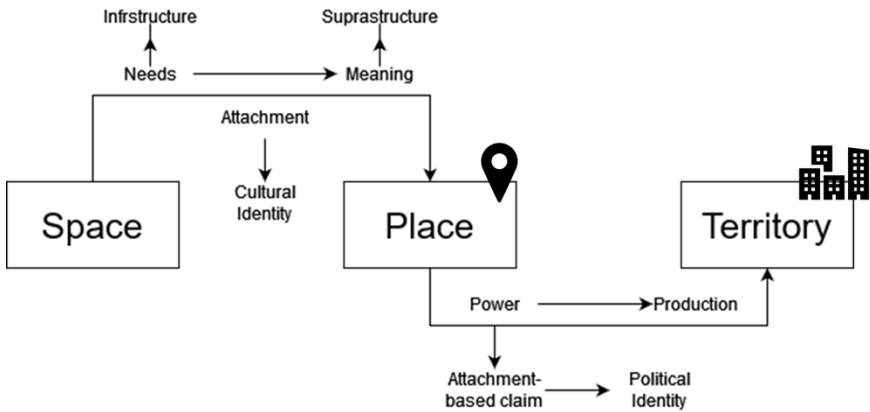 Infrstructure
Suprastructure
Needs
Meaning
Attachment
Cultural
Identity
Space
Place
Territory
Power
Production
Attachment-
based claim
Political
Identity